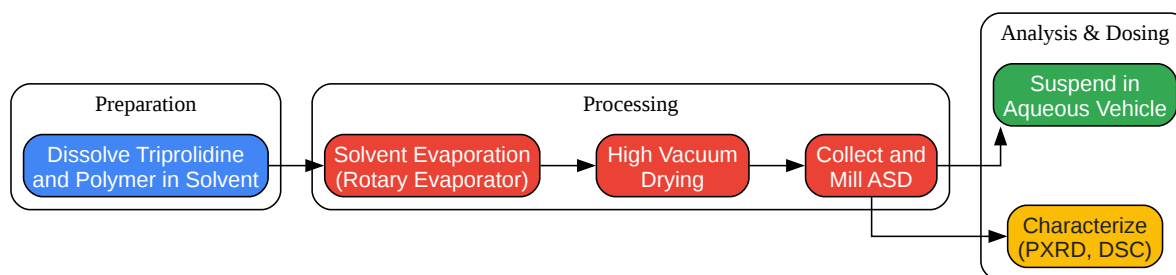 Preparation
Dissolve Triprolidine
and Polymer in Solvent
Processing
Solvent Evaporation
(Rotary Evaporator)
High Vacuum
Drying
Collect and
Mill ASD
Analysis & Dosing
Suspend in
Aqueous Vehicle
Characterize
(PXRD, DSC)